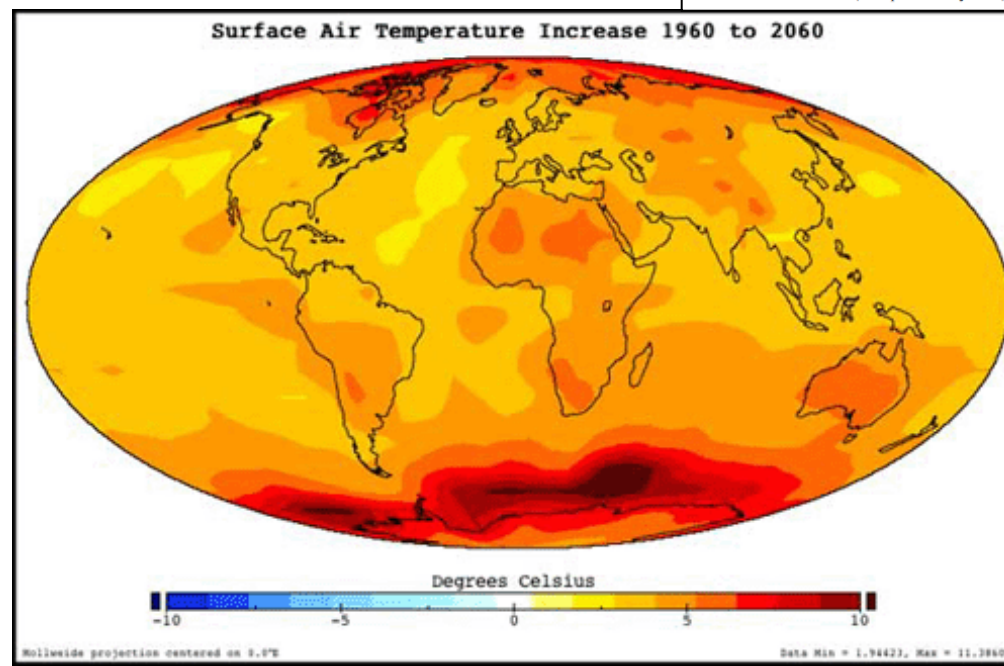 Surface Air Temperature Increase 1960 to 2060
Degrees Celsius
-10 -5 0 5 10
Mollweide projection centered on 0.0°E
Data Min = 1.94423, Max = 11.3860